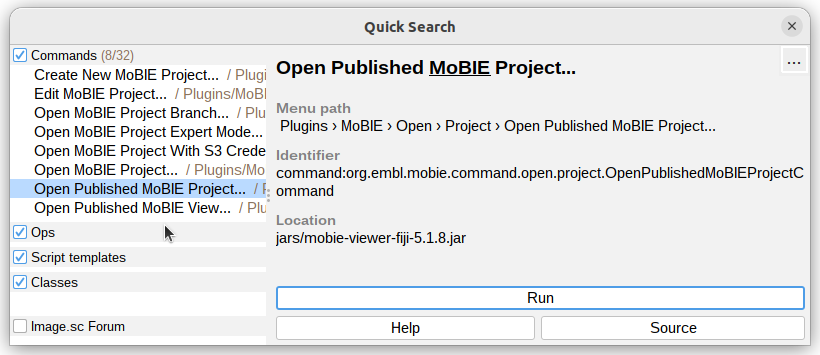 Quick Search
Commands (8/32)
Create New MoBIE Project... / Plugi
Edit MoBIE Project... / Plugins/MoBI
Open MoBIE Project Branch... / Plu
Open MoBIE Project Expert Mode...
Open MoBIE Project With S3 Crede
Open MoBIE Project... / Plugins/Mo
Open Published MoBIE Project... / P
Open Published MoBIE View... / Plu
Ops
Script templates
Classes
Image.sc Forum
Open Published MoBIE Project...
...
Menu path
Plugins › MoBIE › Open › Project › Open Published MoBIE Project...
Identifier
command:org.embl.mobie.command.open.project.OpenPublishedMoBIEProjectC
ommand
Location
jars/mobie-viewer-fiji-5.1.8.jar
Run
Help
Source